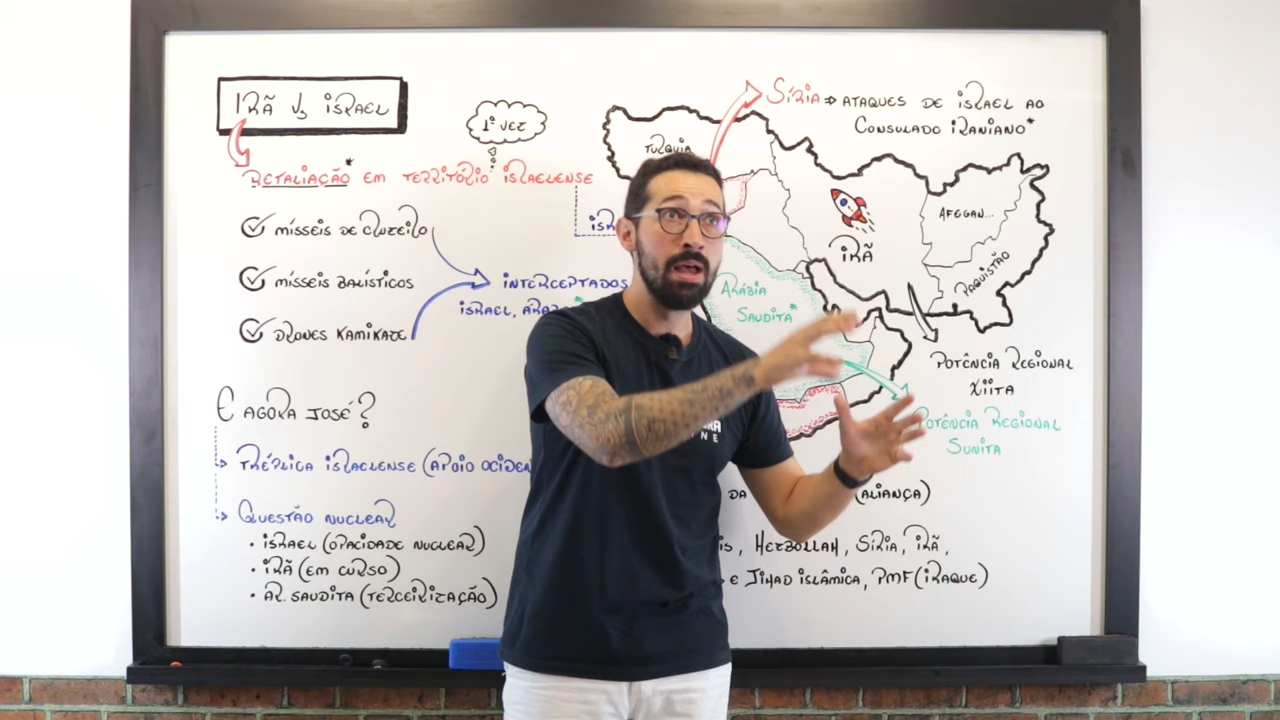 IRÃ VS ISRAEL
RETALIAÇÃO* EM TERRITÓRIO ISRAELENSE
1ª VEZ
MÍSSEIS DE CRUZEIRO
MÍSSEIS BALÍSTICOS
DRONES KAMIKAZE
INTERCEPTADOS
ISRAEL,
E AGORA JOSÉ?
TRÉPLICA ISRAELENSE (APOIO
QUESTÃO NUCLEAR
• ISRAEL (OPACIDADE NUCLEAR)
• IRÃ (EM CURSO)
• AR. SAUDITA (TERCEIRIZAÇÃO)
SÍRIA ⇒ ATAQUES DE ISRAEL AO
CONSULADO IRANIANO*
TURQUIA
IRÃ
AFEGAN...
PAQUISTÃO
ARÁBIA
SAUDITA*
POTÊNCIA REGIONAL
XIITA
POTÊNCIA REGIONAL
SUNITA
DA (ALIANÇA)
, HEZBOLLAH, SÍRIA, IRÃ,
E JIHAD ISLÂMICA, PMF (IRAQUE)